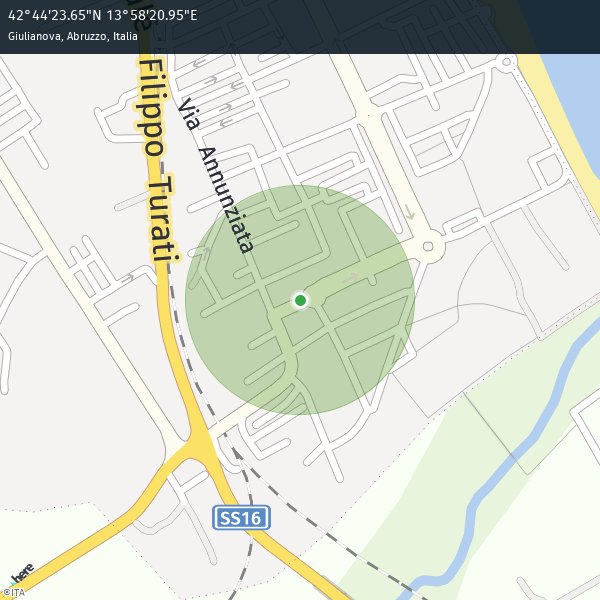 42°44'23.65"N 13°58'20.95"E
Giulianova, Abruzzo, Italia
Filippo Turati
Via Annunziata
SS16
here
©ITA